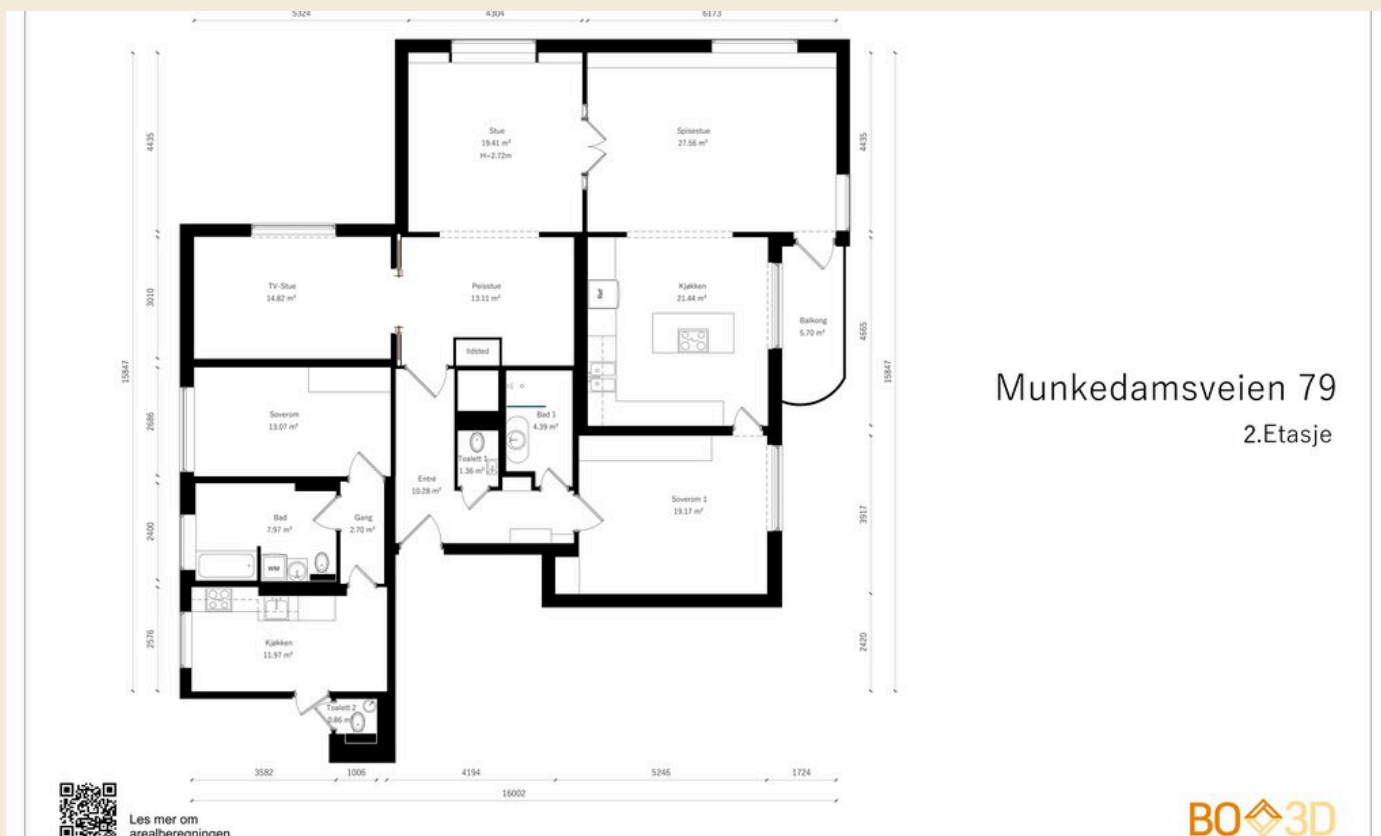 5324
4304
6173
4435
4435
Stue
19.41 m²
H=2.72m
Spisestue
27.56 m²
3010
TV-Stue
14.82 m²
Peisstue
13.11 m²
Ildsted
Kjøkken
21.44 m²
Balkong
5.70 m²
4665
15847
15847
2686
Soverom
13.07 m²
Bad 1
4.39 m²
Toalett 1
1.36 m²
Entré
10.28 m²
Soverom 1
19.17 m²
3917
2400
Bad
7.97 m²
Gang
2.70 m²
WM
2576
Kjøkken
11.97 m²
2420
Toalett 2
0.86 m²
3582
1006
4194
5246
1724
16002
Munkedamsveien 79
2.Etasje
Les mer om
arealberegningen
BO 3D